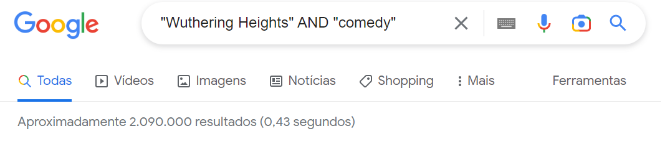 Google "Wuthering Heights" AND "comedy"
Todas Vídeos Imagens Notícias Shopping Mais Ferramentas
Aproximadamente 2.090.000 resultados (0,43 segundos)